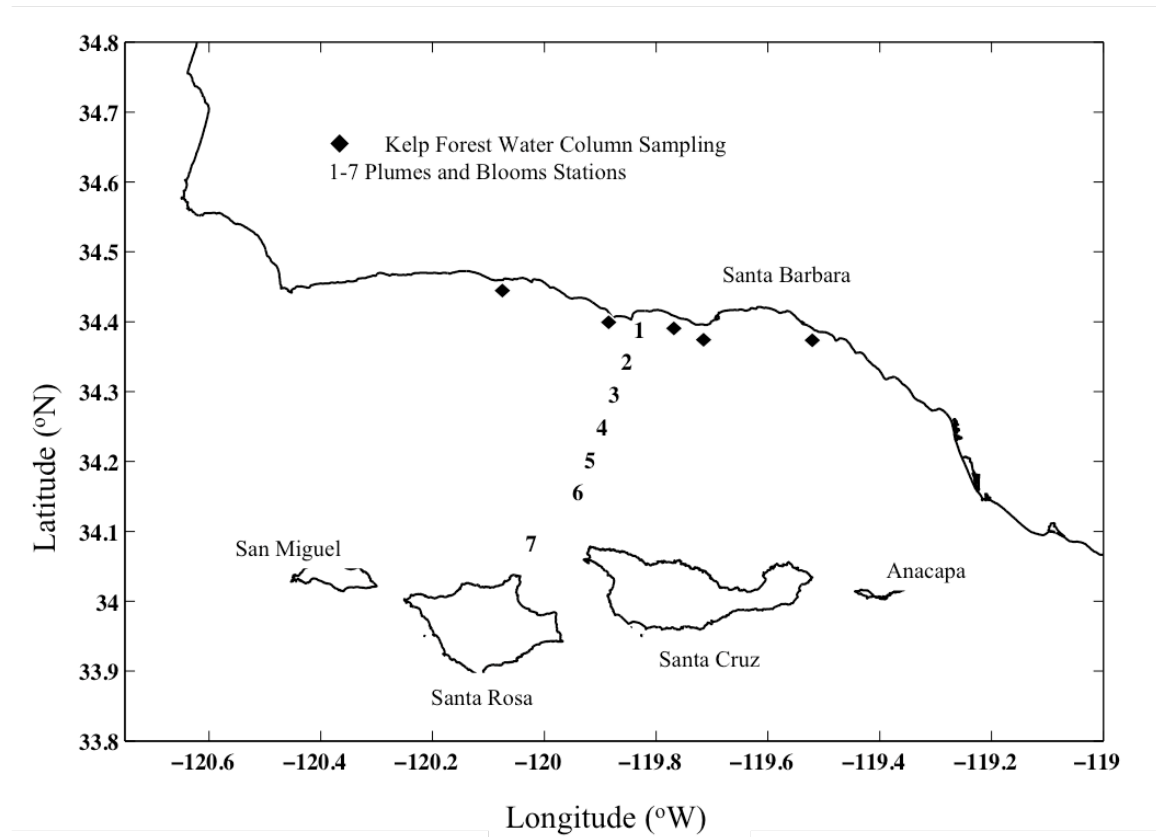 34.8
34.7
Kelp Forest Water Column Sampling
1-7 Plumes and Blooms Stations
34.6
34.5
Santa Barbara
34.4
1
2
34.3
3
4
34.2
5
6
34.1
7
San Miguel
Anacapa
34
Santa Cruz
33.9
Santa Rosa
33.8
−120.6 −120.4 −120.2 −120 −119.8 −119.6 −119.4 −119.2 −119
Latitude (°N)
Longitude (°W)